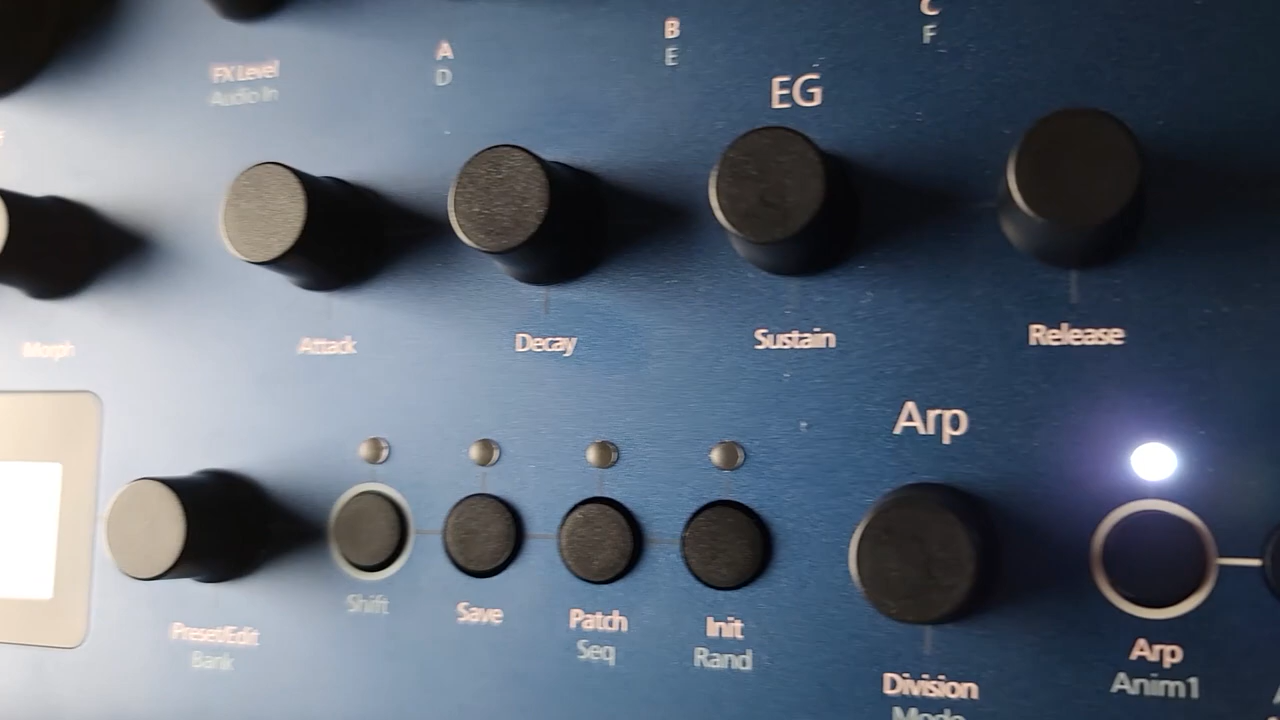 C
F
B
E
A
D
FX Level
Audio In
EG
Morph
Attack
Decay
Sustain
Release
Arp
Shift
Save
Patch
Seq
Init
Rand
Preset/Edit
Bank
Division
Mode
Arp
Anim1